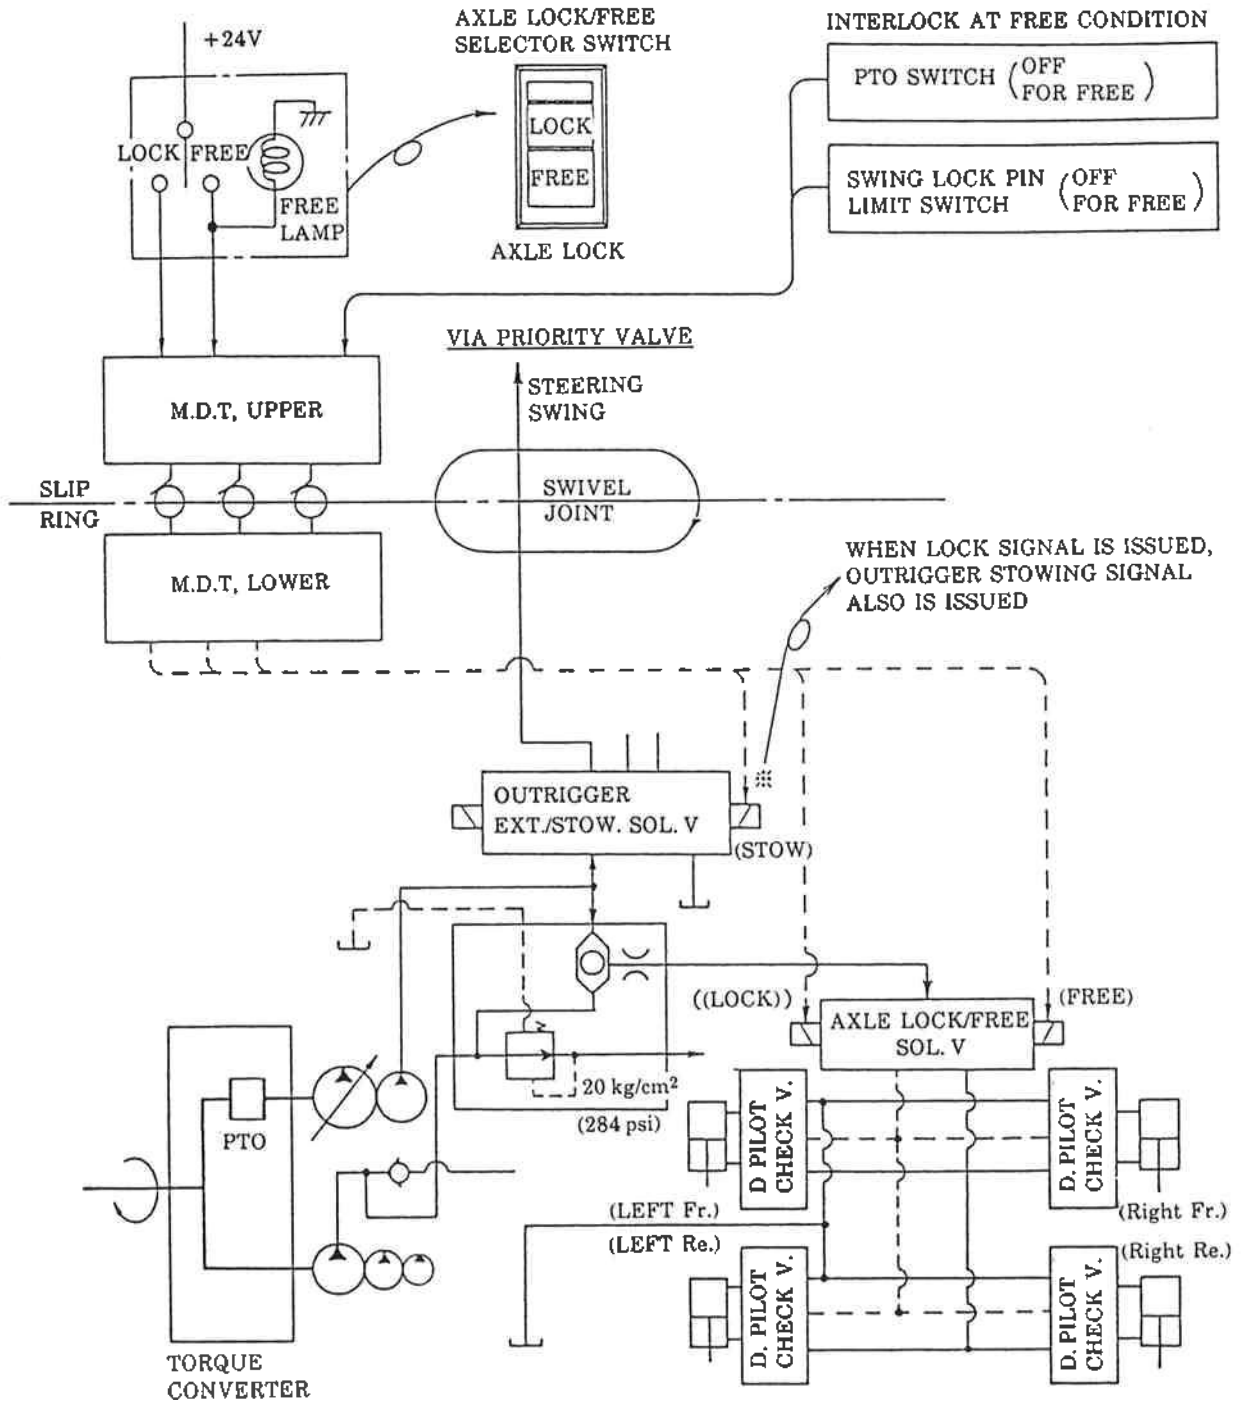 AXLE LOCK/FREE
SELECTOR SWITCH
INTERLOCK AT FREE CONDITION
+24V
PTO SWITCH (OFF
FOR FREE)
LOCK FREE
LOCK
FREE
FREE
LAMP
SWING LOCK PIN
LIMIT SWITCH
(OFF
FOR FREE)
AXLE LOCK
VIA PRIORITY VALVE
STEERING
SWING
M.D.T, UPPER
SLIP
RING
SWIVEL
JOINT
M.D.T, LOWER
WHEN LOCK SIGNAL IS ISSUED,
OUTRIGGER STOWING SIGNAL
ALSO IS ISSUED
OUTRIGGER
EXT./STOW. SOL. V
(STOW)
((LOCK))
(FREE)
AXLE LOCK/FREE
SOL. V
20 kg/cm²
(284 psi)
PTO
D PILOT
CHECK V.
D. PILOT
CHECK V.
(LEFT Fr.)
(LEFT Re.)
(Right Fr.)
(Right Re.)
D. PILOT
CHECK V.
D. PILOT
CHECK V.
TORQUE
CONVERTER